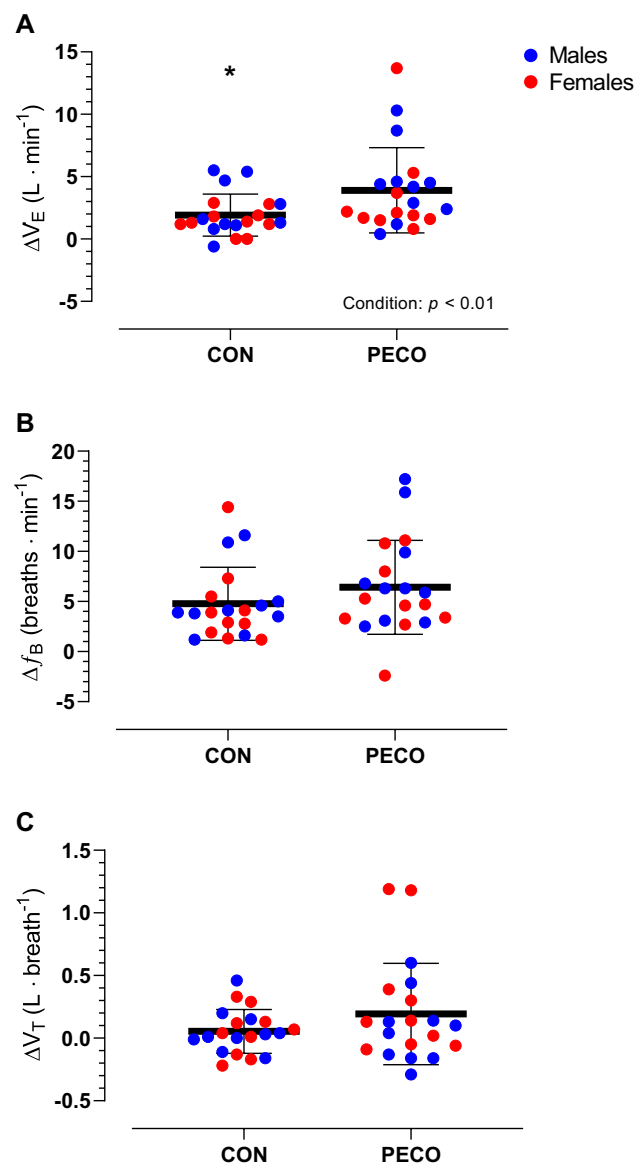 A
Males
Females
15
10
5
0
-5
ΔV_E (L · min⁻¹)
*
Condition: p < 0.01
CON PECO
B
20
15
10
5
0
-5
Δf_B (breaths · min⁻¹)
CON PECO
C
1.5
1.0
0.5
0.0
-0.5
ΔV_T (L · breath⁻¹)
CON PECO